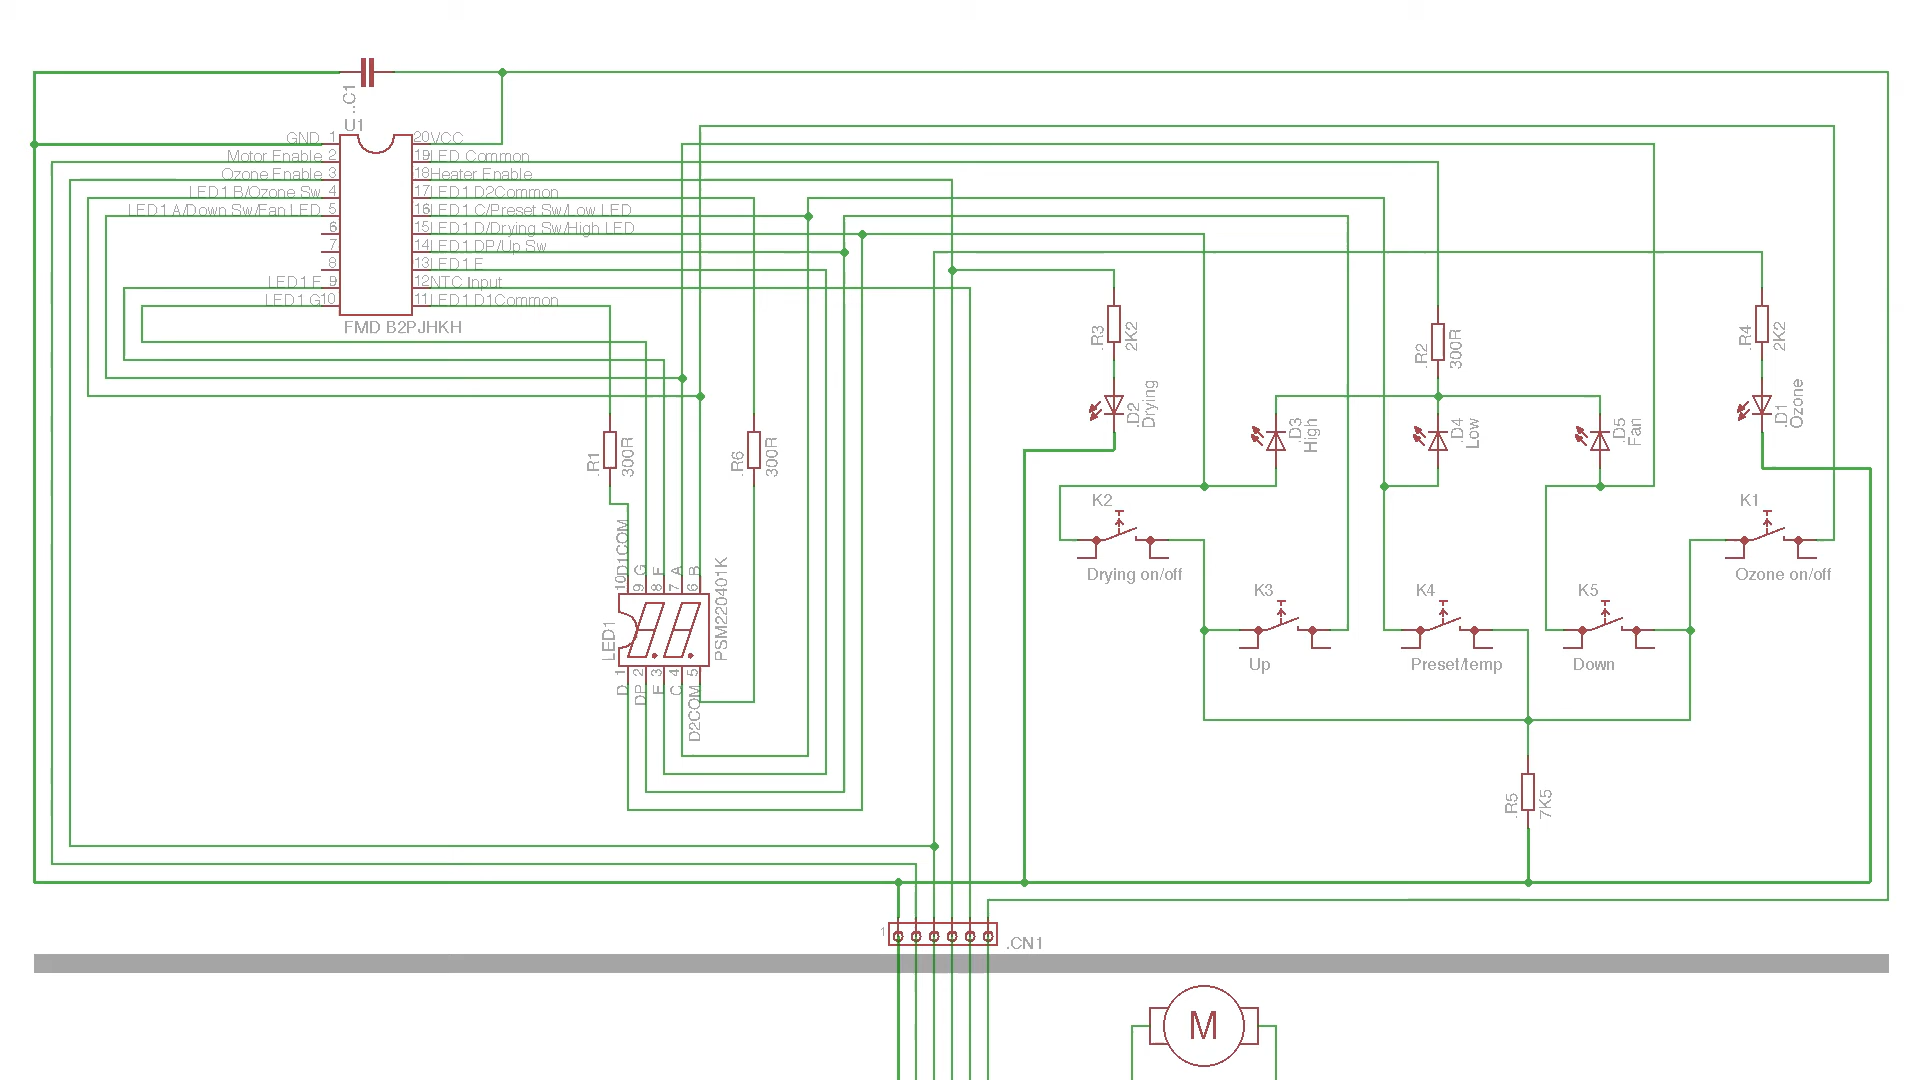 .C1
U1
GND 1
Motor Enable 2
Ozone Enable 3
LED1 B/Ozone Sw 4
LED1 A/Down Sw/Fan LED 5
6
7
8
LED1 F 9
LED1 G 10
20 VCC
19 LED Common
18 Heater Enable
17 LED1 D2Common
16 LED1 C/Preset Sw/Low LED
15 LED1 D/Drying Sw/High LED
14 LED1 DP/Up Sw
13 LED1 E
12 NTC Input
11 LED1 D1Common
FMD B2PJHKH
.R3
2K2
.R2
300R
.R4
2K2
.D2
Drying
.D3
High
.D4
Low
.D5
Fan
.D1
Ozone
.R1
300R
.R6
300R
K2
Drying on/off
K1
Ozone on/off
K3
Up
K4
Preset/temp
K5
Down
10 D1COM
9 G
8 F
7 A
6 B
LED1
PSM220401K
1 D
2 DP
3 E
4 C
5 D2COM
.R5
7K5
1
.CN1
M